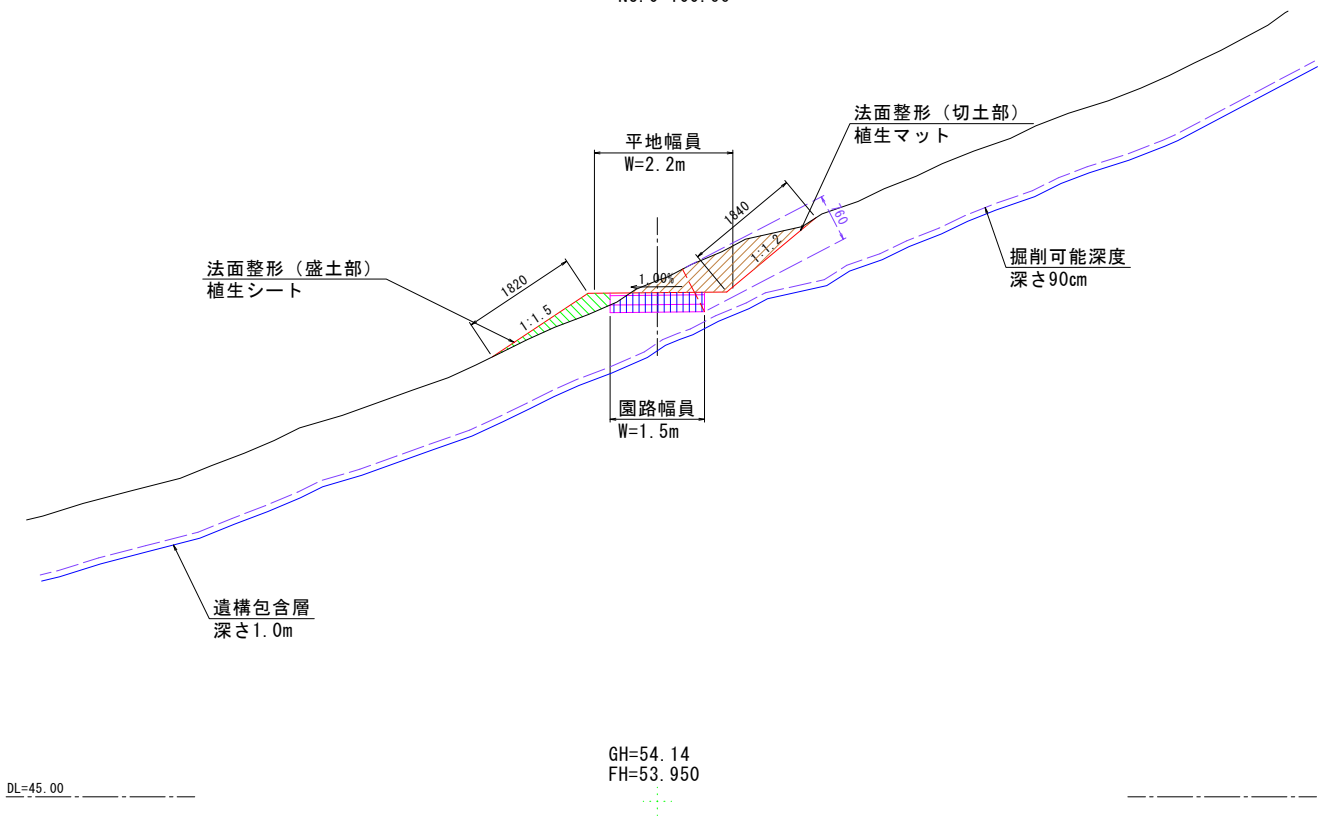 法面整形（切土部）
植生マット
平地幅員
W=2.2m
1840
760
1:1.2
掘削可能深度
深さ90cm
法面整形（盛土部）
植生シート
1820
1.00%
1:1.5
園路幅員
W=1.5m
遺構包含層
深さ1.0m
GH=54.14
FH=53.950
DL=45.00